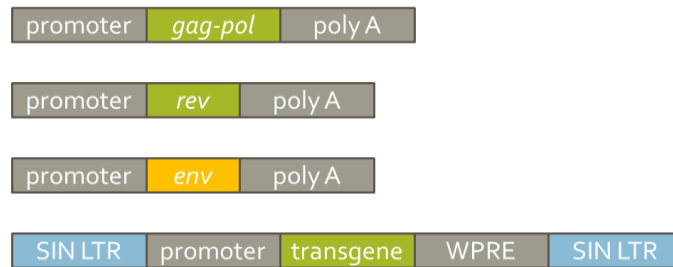 promoter gag-pol poly A
promoter rev poly A
promoter env poly A
SIN LTR promoter transgene WPRE SIN LTR